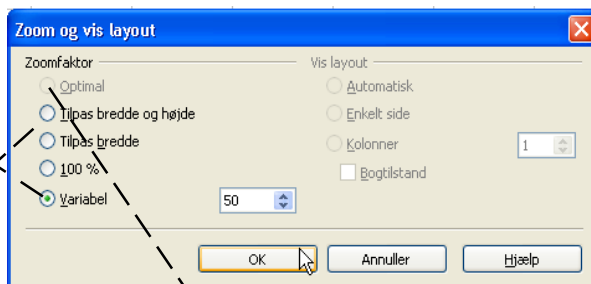 Zoom og vis layout
Zoomfaktor
Optimal
Tilpas bredde og højde
Tilpas bredde
100 %
Variabel 50
Vis layout
Automatisk
Enkelt side
Kolonner 1
Bogtilstand
OK Annuller Hjælp